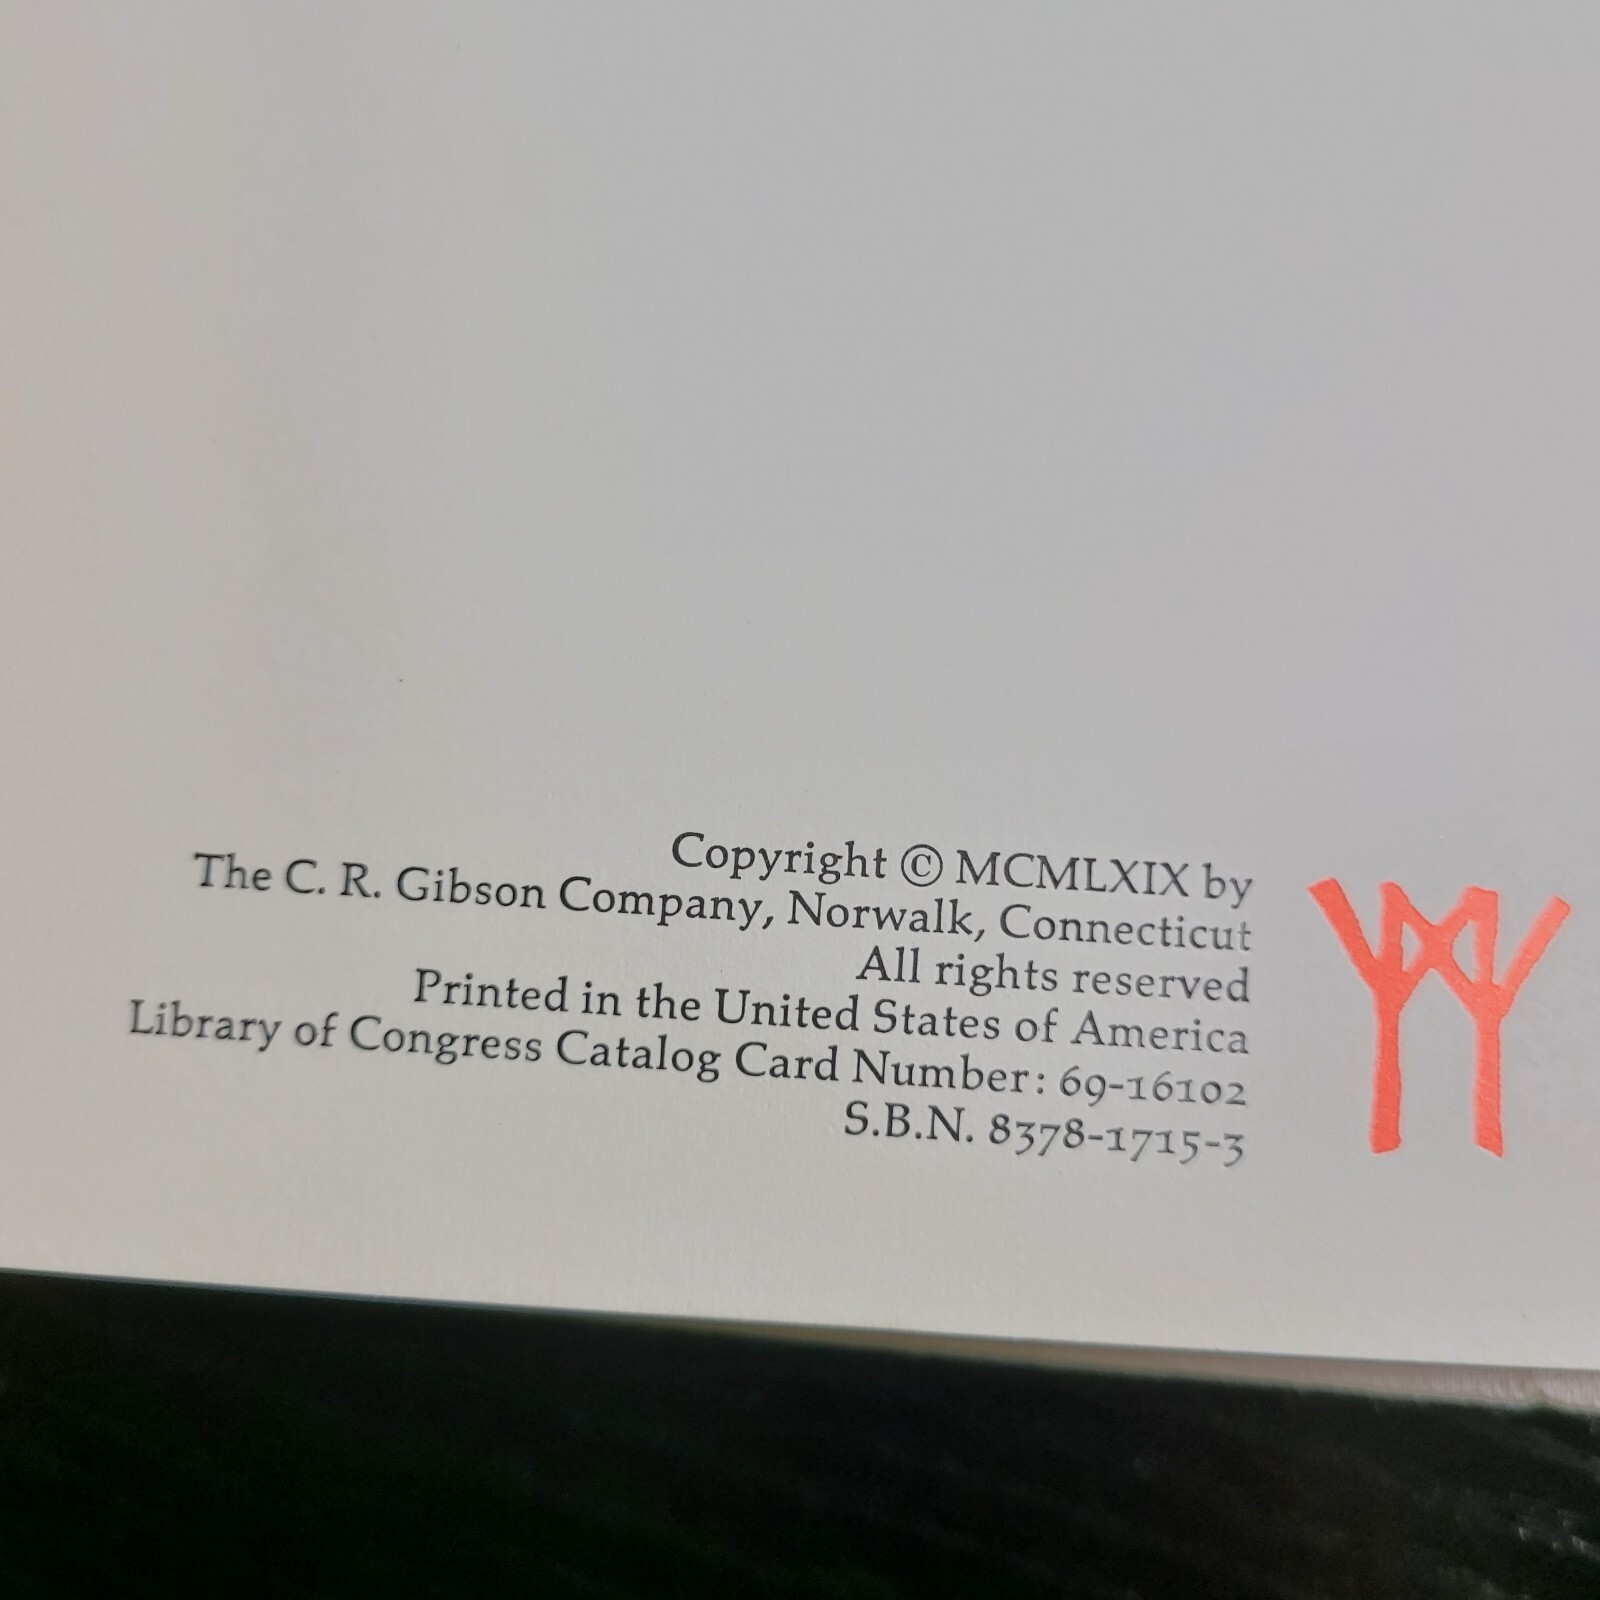 Copyright © MCMLXIX by
The C. R. Gibson Company, Norwalk, Connecticut
All rights reserved
Printed in the United States of America
Library of Congress Catalog Card Number: 69-16102
S.B.N. 8378-1715-3